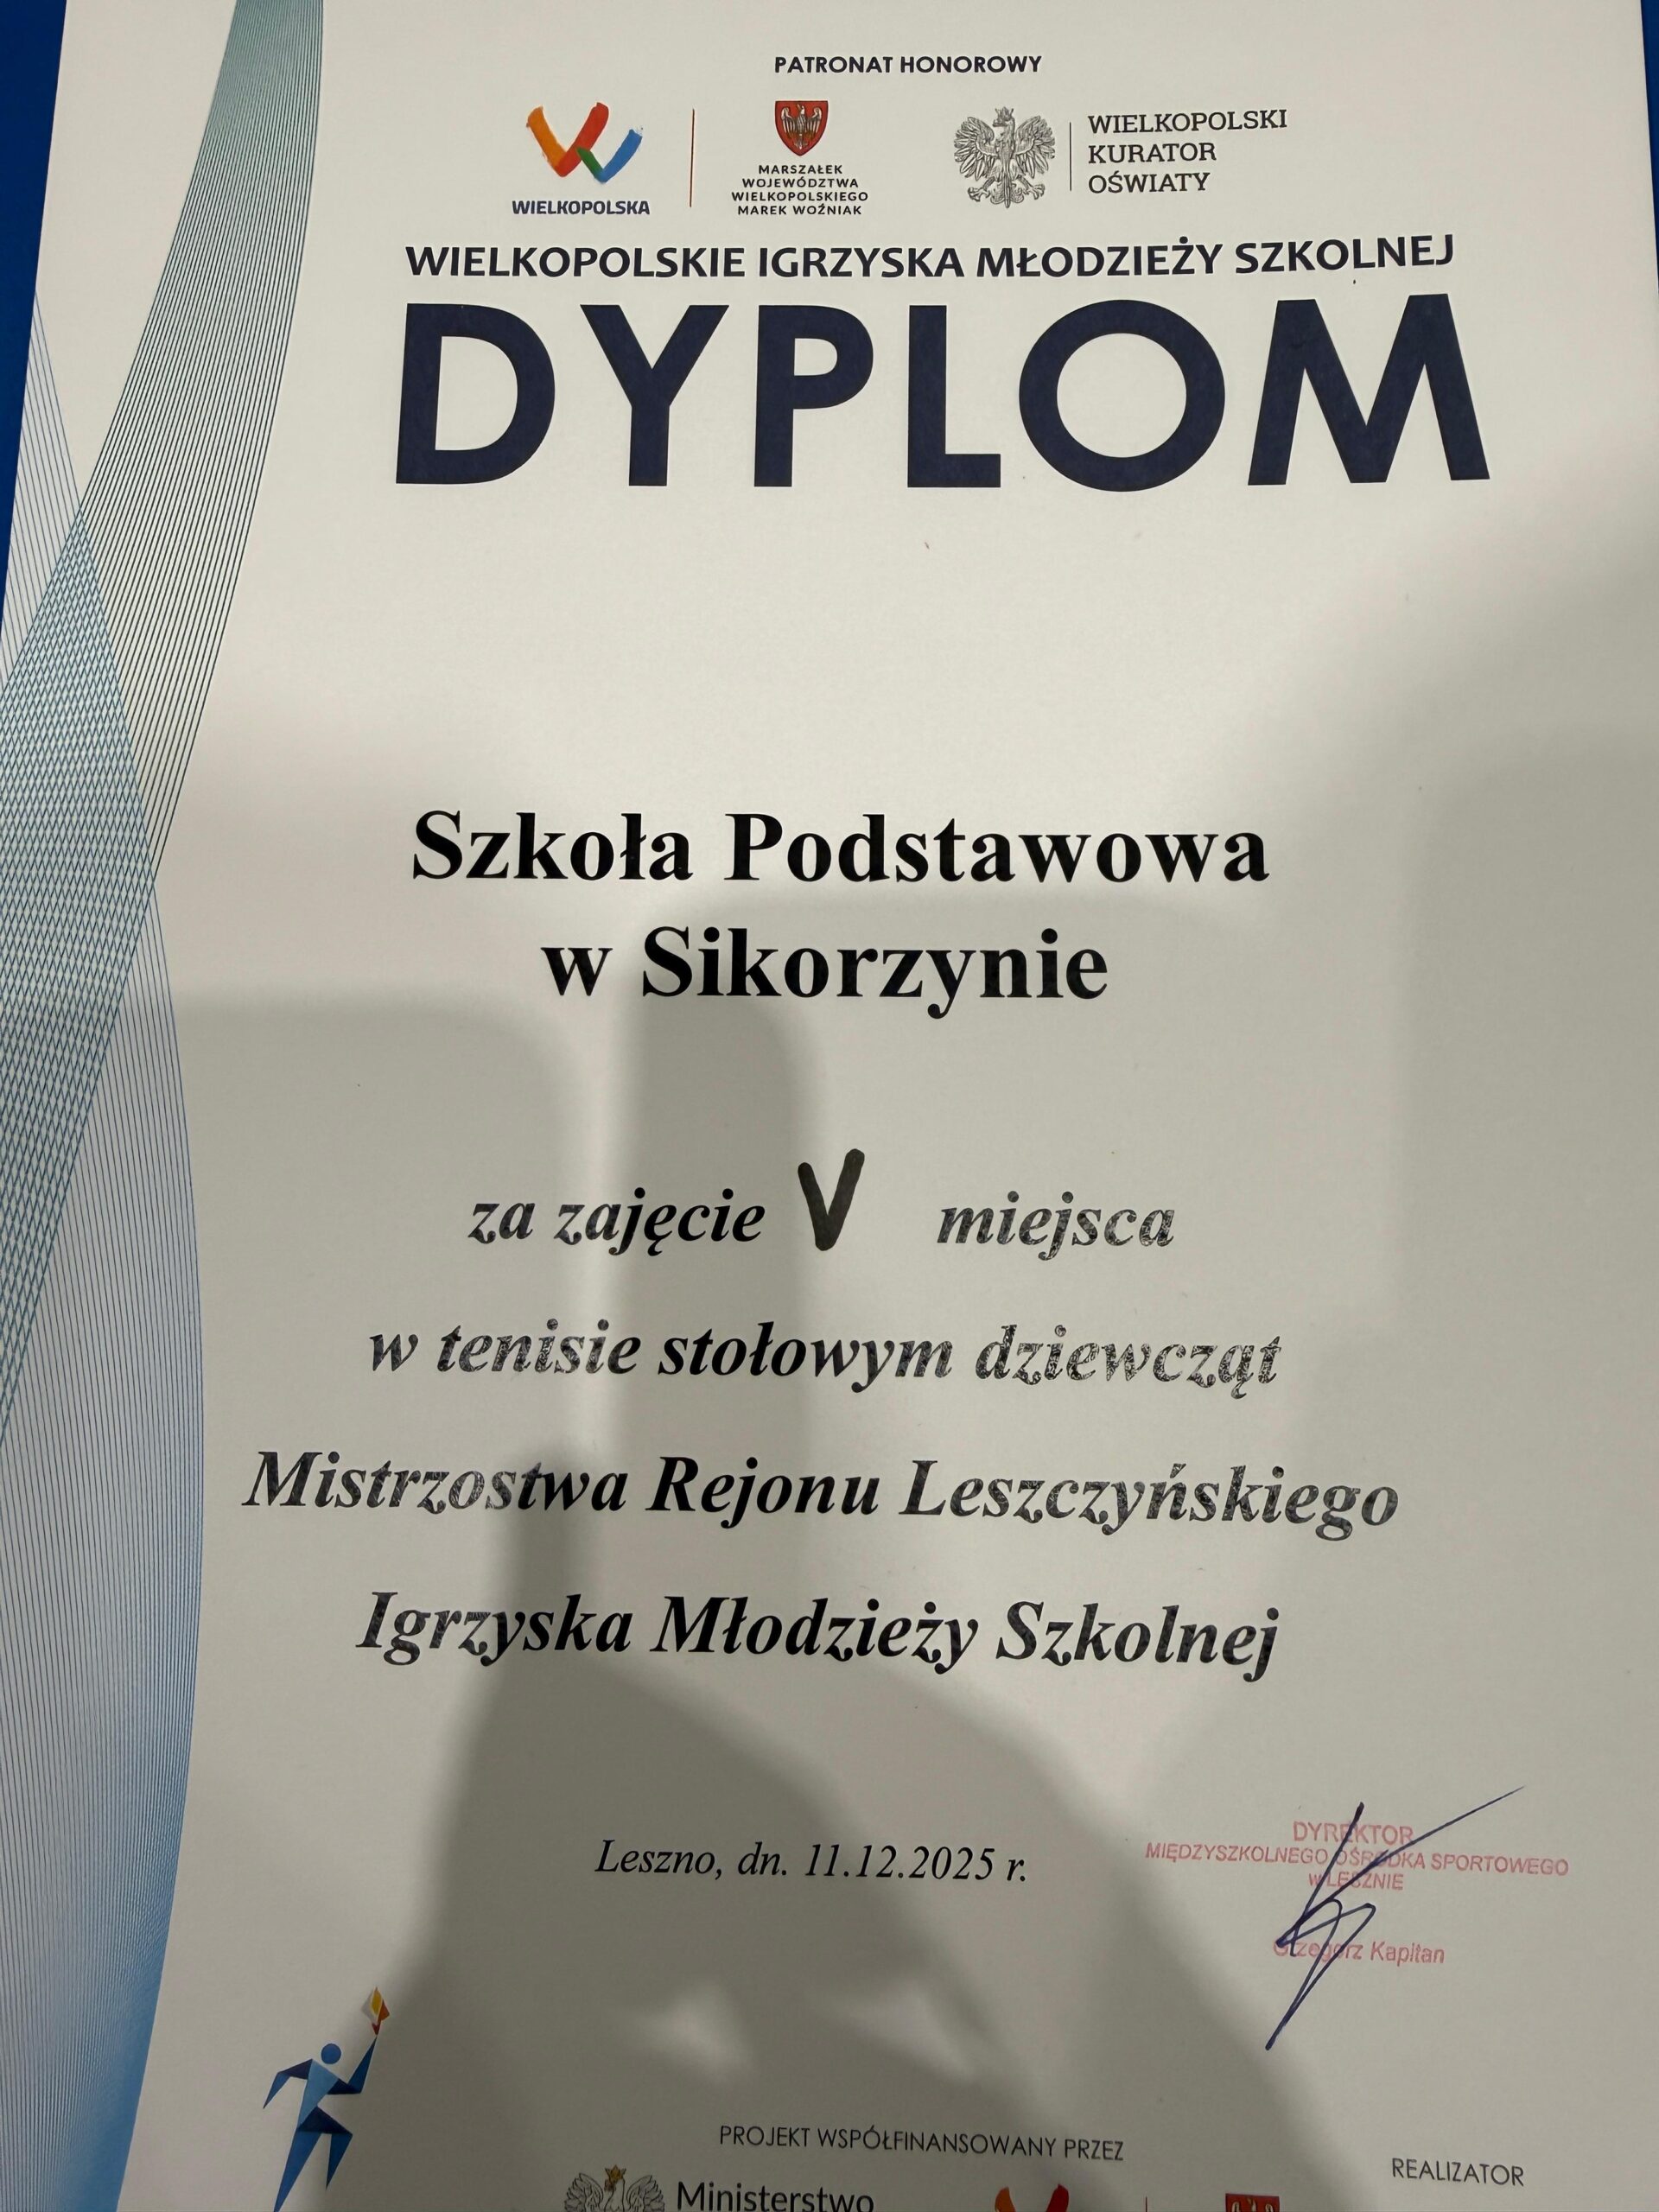 PATRONAT HONOROWY
WIELKOPOLSKA
MARSZAŁEK
WOJEWÓDZTWA
WIELKOPOLSKIEGO
MAREK WOŹNIAK
WIELKOPOLSKI
KURATOR
OŚWIATY
WIELKOPOLSKIE IGRZYSKA MŁODZIEŻY SZKOLNEJ
DYPLOM
Szkoła Podstawowa
w Sikorzynie
za zajęcie V miejsca
w tenisie stołowym dziewcząt
Mistrzostwa Rejonu Leszczyńskiego
Igrzyska Młodzieży Szkolnej
Leszno, dn. 11.12.2025 r.
DYREKTOR
MIĘDZYSZKOLNEGO OŚRODKA SPORTOWEGO
w LESZNIE
Grzegorz Kapitan
PROJEKT WSPÓŁFINANSOWANY PRZEZ
REALIZATOR
Ministerstwo